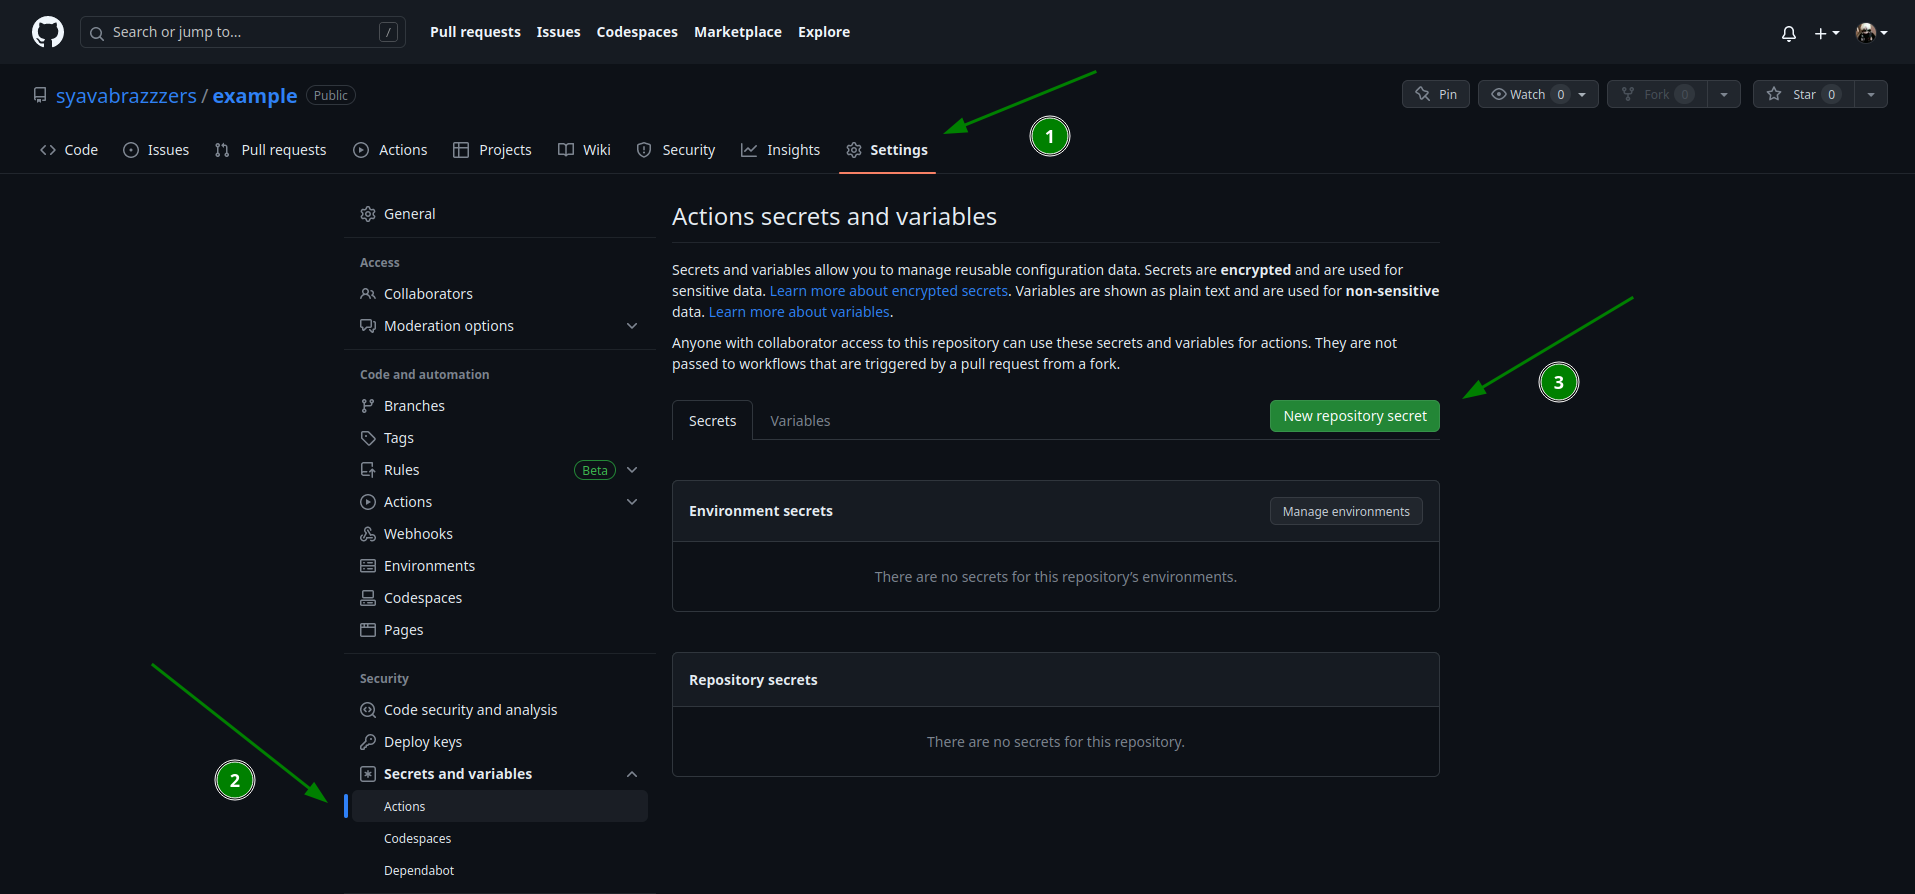 Search or jump to... /
Pull requests Issues Codespaces Marketplace Explore
syavabrazzzers / example Public
Pin Watch 0 Fork 0 Star 0
1
Code Issues Pull requests Actions Projects Wiki Security Insights Settings
General
Access
Collaborators
Moderation options
Code and automation
Branches
Tags
Rules Beta
Actions
Webhooks
Environments
Codespaces
Pages
Security
Code security and analysis
Deploy keys
Secrets and variables
2
Actions
Codespaces
Dependabot
Actions secrets and variables
Secrets and variables allow you to manage reusable configuration data. Secrets are encrypted and are used for
sensitive data. Learn more about encrypted secrets. Variables are shown as plain text and are used for non-sensitive
data. Learn more about variables.
Anyone with collaborator access to this repository can use these secrets and variables for actions. They are not
passed to workflows that are triggered by a pull request from a fork.
3
Secrets Variables New repository secret
Environment secrets Manage environments
There are no secrets for this repository's environments.
Repository secrets
There are no secrets for this repository.